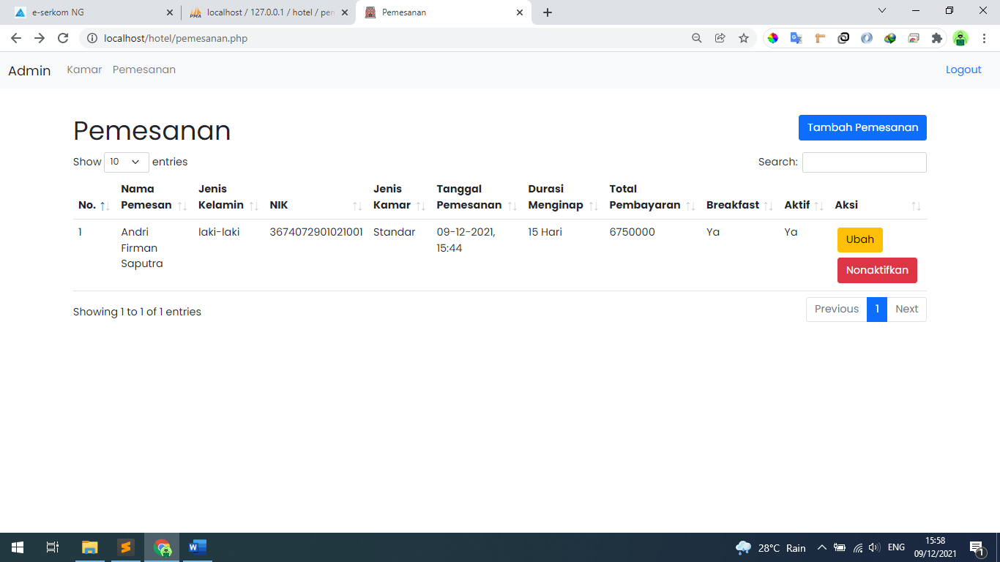 e-serkom NG
localhost / 127.0.0.1 / hotel / pen
Pemesanan
localhost/hotel/pemesanan.php
Admin Kamar Pemesanan Logout
Pemesanan
Tambah Pemesanan
Show 10 entries
Search:
No. Nama Pemesan Jenis Kelamin NIK Jenis Kamar Tanggal Pemesanan Durasi Menginap Total Pembayaran Breakfast Aktif Aksi
1 Andri Firman Saputra laki-laki 3674072901021001 Standar 09-12-2021, 15:44 15 Hari 6750000 Ya Ya Ubah
Nonaktifkan
Showing 1 to 1 of 1 entries
Previous 1 Next
28°C Rain ENG 15:58
09/12/2021
1